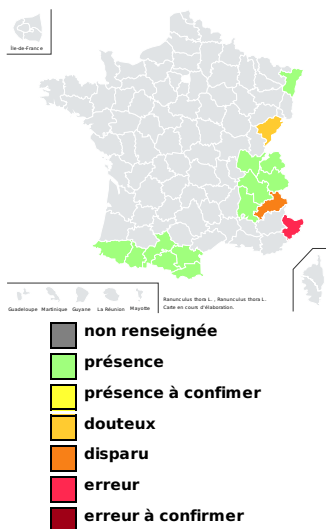 Île-de-France
Guadeloupe Martinique Guyane La Réunion Mayotte
Ranunculus thora L., Ranunculus thora L.
Carte en cours d'élaboration.
non renseignée
présence
présence à confimer
douteux
disparu
erreur
erreur à confirmer